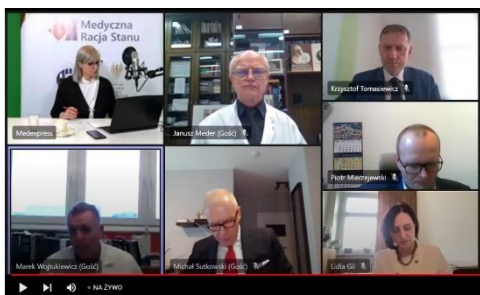 Medyczna
Racja Stanu
Medexpress
Janusz Meder (Gość)
Krzysztof Tomasiewicz
Piotr Mierzejewski
Marek Wojtukiewicz (Gość)
Michał Sutkowski (Gość)
Lidia Gil
NA ŻYWO